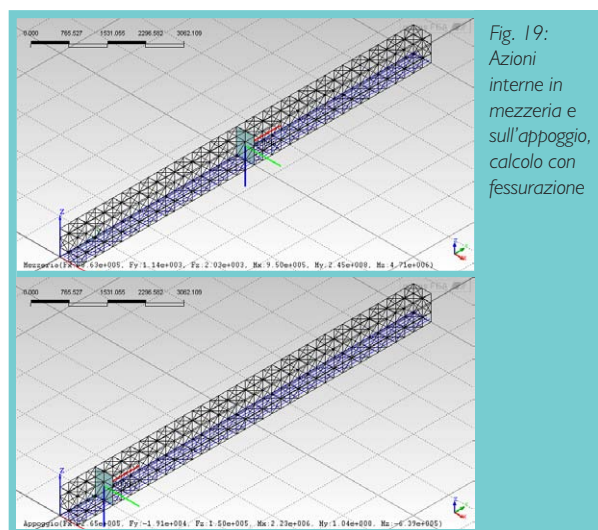 0.000 765.527 1531.055 2296.582 3062.109
Z
Fy:1.14e+003, Fz:2.03e+003, Mx:9.50e+005, My:2.45e+008, Mz:4.71e+006)
0.000 765.527 1531.055 2296.582 3062.109
Z
Fy:-1.91e+004, Fz:1.50e+005, Mx:2.23e+006, My:1.04e+008, Mz:-6.39e+005)
Fig. 19:
Azioni
interne in
mezzeria e
sull'appoggio,
calcolo con
fessurazione